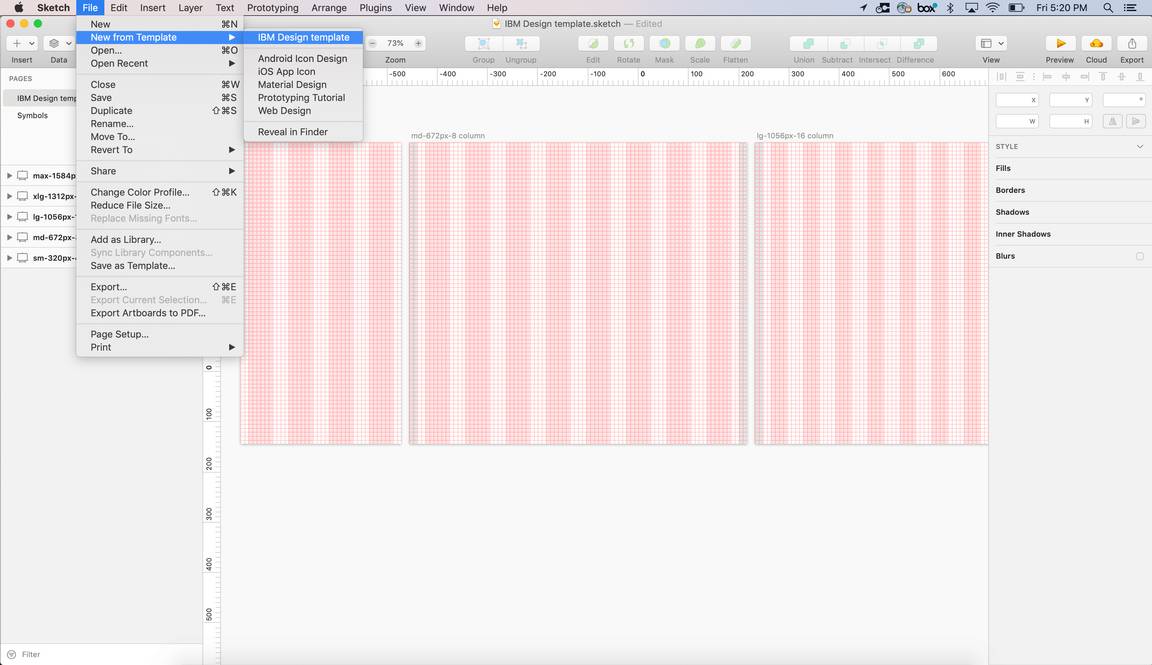 Sketch File Edit Insert Layer Text Prototyping Arrange Plugins View Window Help
box Fri 5:20 PM
IBM Design template.sketch — Edited
New ⌘N
New from Template ▶
Open... ⌘O
Open Recent ▶
Close ⌘W
Save ⌘S
Duplicate ⇧⌘S
Rename...
Move To...
Revert To ▶
Share ▶
Change Color Profile... ⇧⌘K
Reduce File Size...
Replace Missing Fonts...
Add as Library...
Sync Library Components...
Save as Template...
Export... ⇧⌘E
Export Current Selection... ⌘E
Export Artboards to PDF...
Page Setup...
Print ▶
IBM Design template
Android Icon Design
iOS App Icon
Material Design
Prototyping Tutorial
Web Design
Reveal in Finder
73%
Insert Data Zoom Group Ungroup Edit Rotate Mask Scale Flatten Union Subtract Intersect Difference View Preview Cloud Export
PAGES
IBM Design temp
Symbols
max-1584p
xlg-1312px-
lg-1056px-
md-672px-
sm-320px-
Filter
-500 -400 -300 -200 -100 0 100 200 300 400 500 600
0
100
200
300
400
500
md-672px-8 column
lg-1056px-16 column
X Y °
W H
STYLE
Fills
Borders
Shadows
Inner Shadows
Blurs